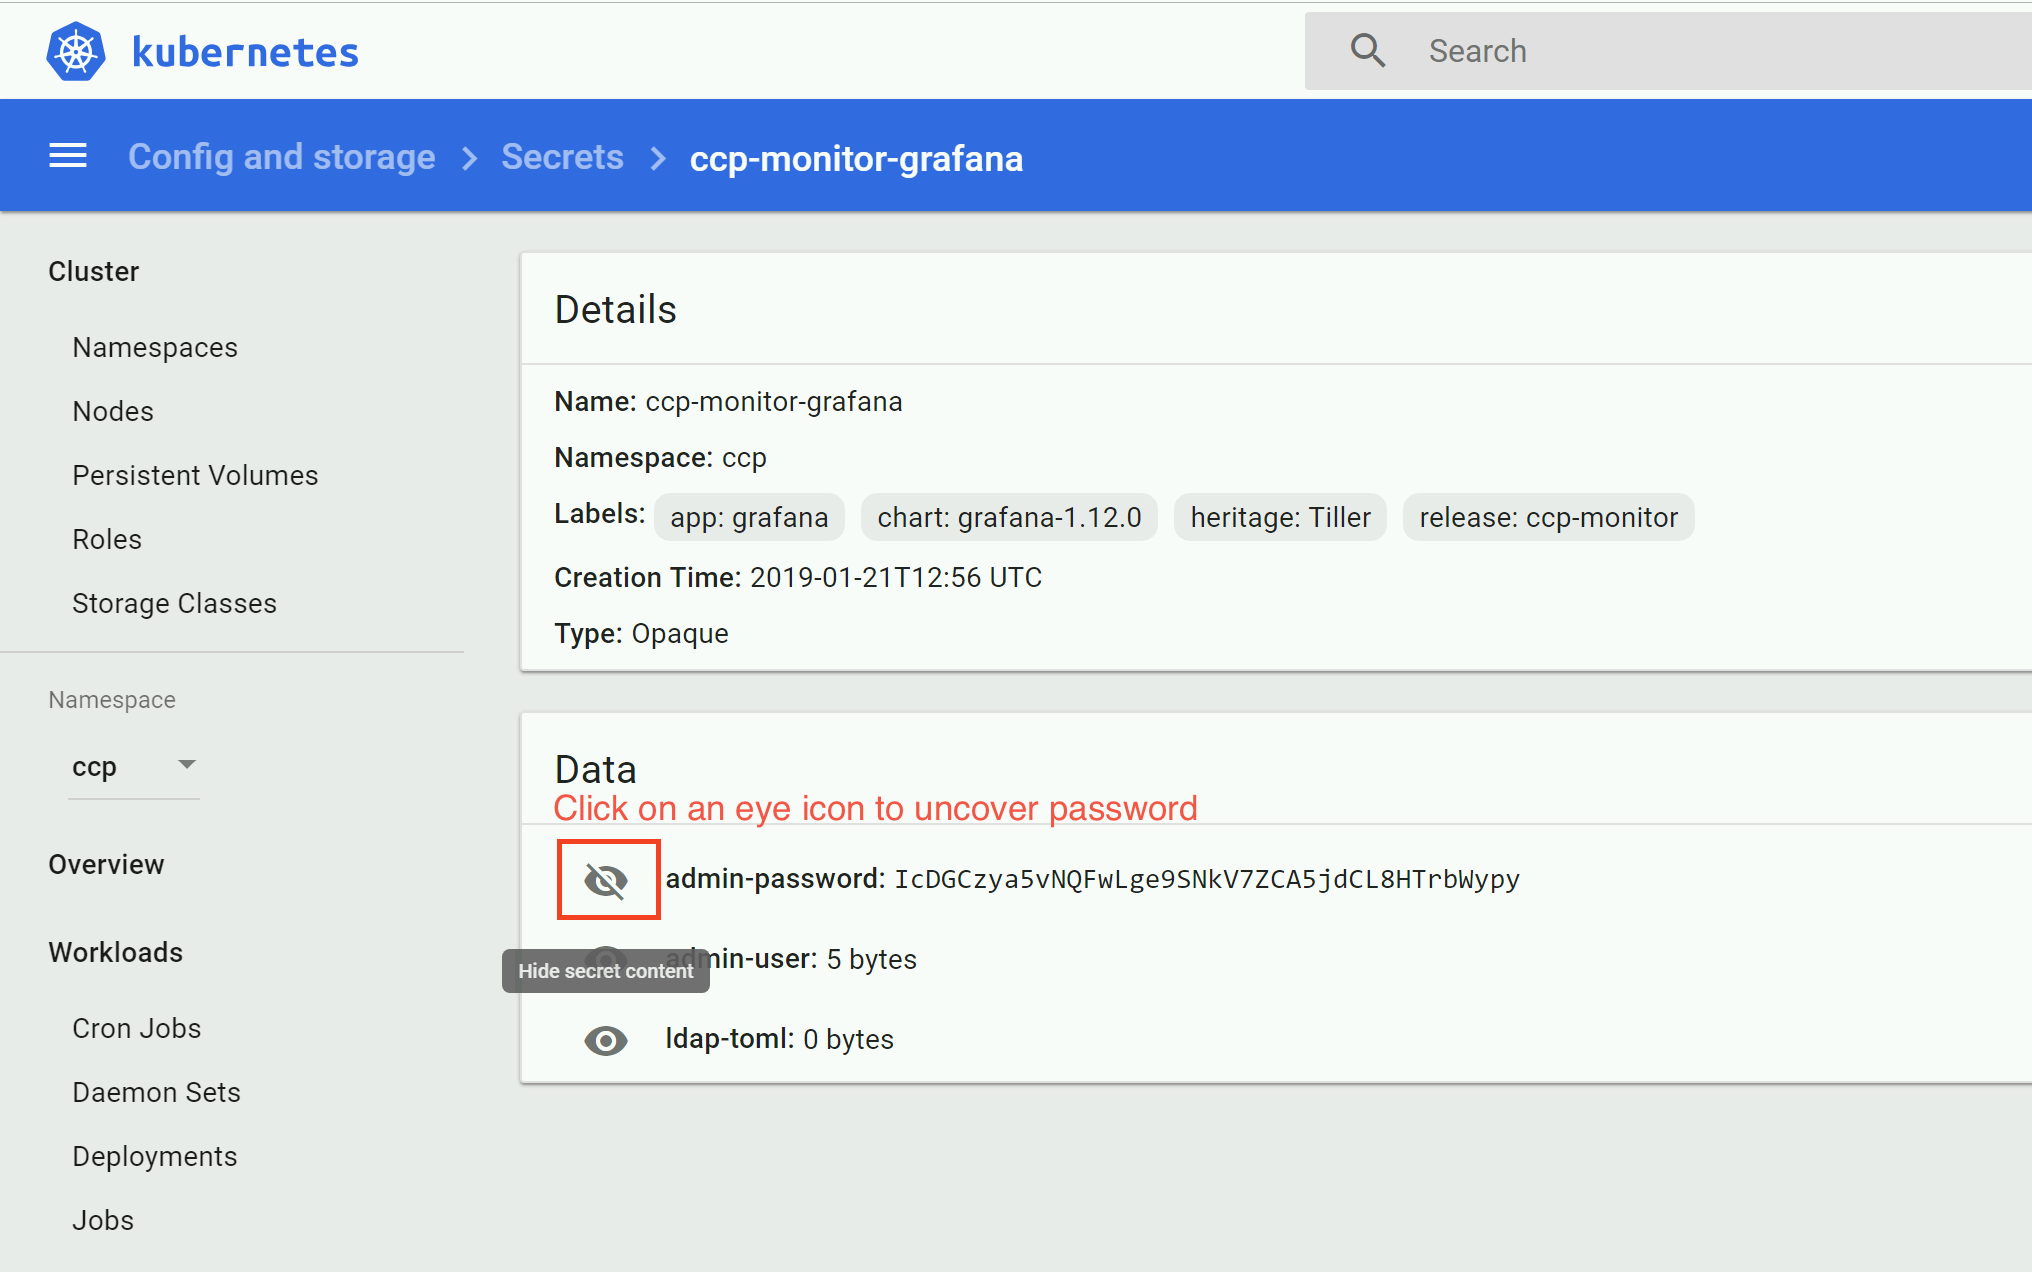 kubernetes
Search
Config and storage > Secrets > ccp-monitor-grafana
Cluster
Namespaces
Nodes
Persistent Volumes
Roles
Storage Classes
Namespace
ccp
Overview
Workloads
Cron Jobs
Daemon Sets
Deployments
Jobs
Details
Name: ccp-monitor-grafana
Namespace: ccp
Labels: app: grafana chart: grafana-1.12.0 heritage: Tiller release: ccp-monitor
Creation Time: 2019-01-21T12:56 UTC
Type: Opaque
Data
Click on an eye icon to uncover password
admin-password: IcDGCzya5vNQFwLge9SNkV7ZCA5jdCL8HTrbWypy
admin-user: 5 bytes
Hide secret content
ldap-toml: 0 bytes